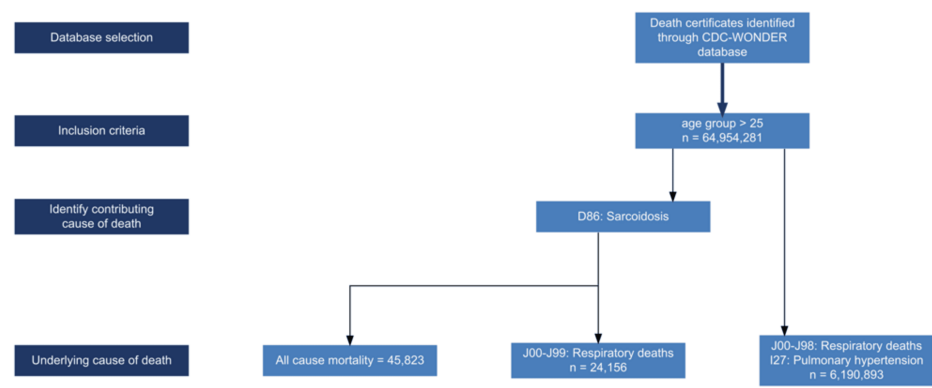 Database selection
Death certificates identified
through CDC-WONDER
database
Inclusion criteria
age group > 25
n = 64,954,281
Identify contributing
cause of death
D86: Sarcoidosis
Underlying cause of death
All cause mortality = 45,823
J00-J99: Respiratory deaths
n = 24,156
J00-J98: Respiratory deaths
I27: Pulmonary hypertension
n = 6,190,893